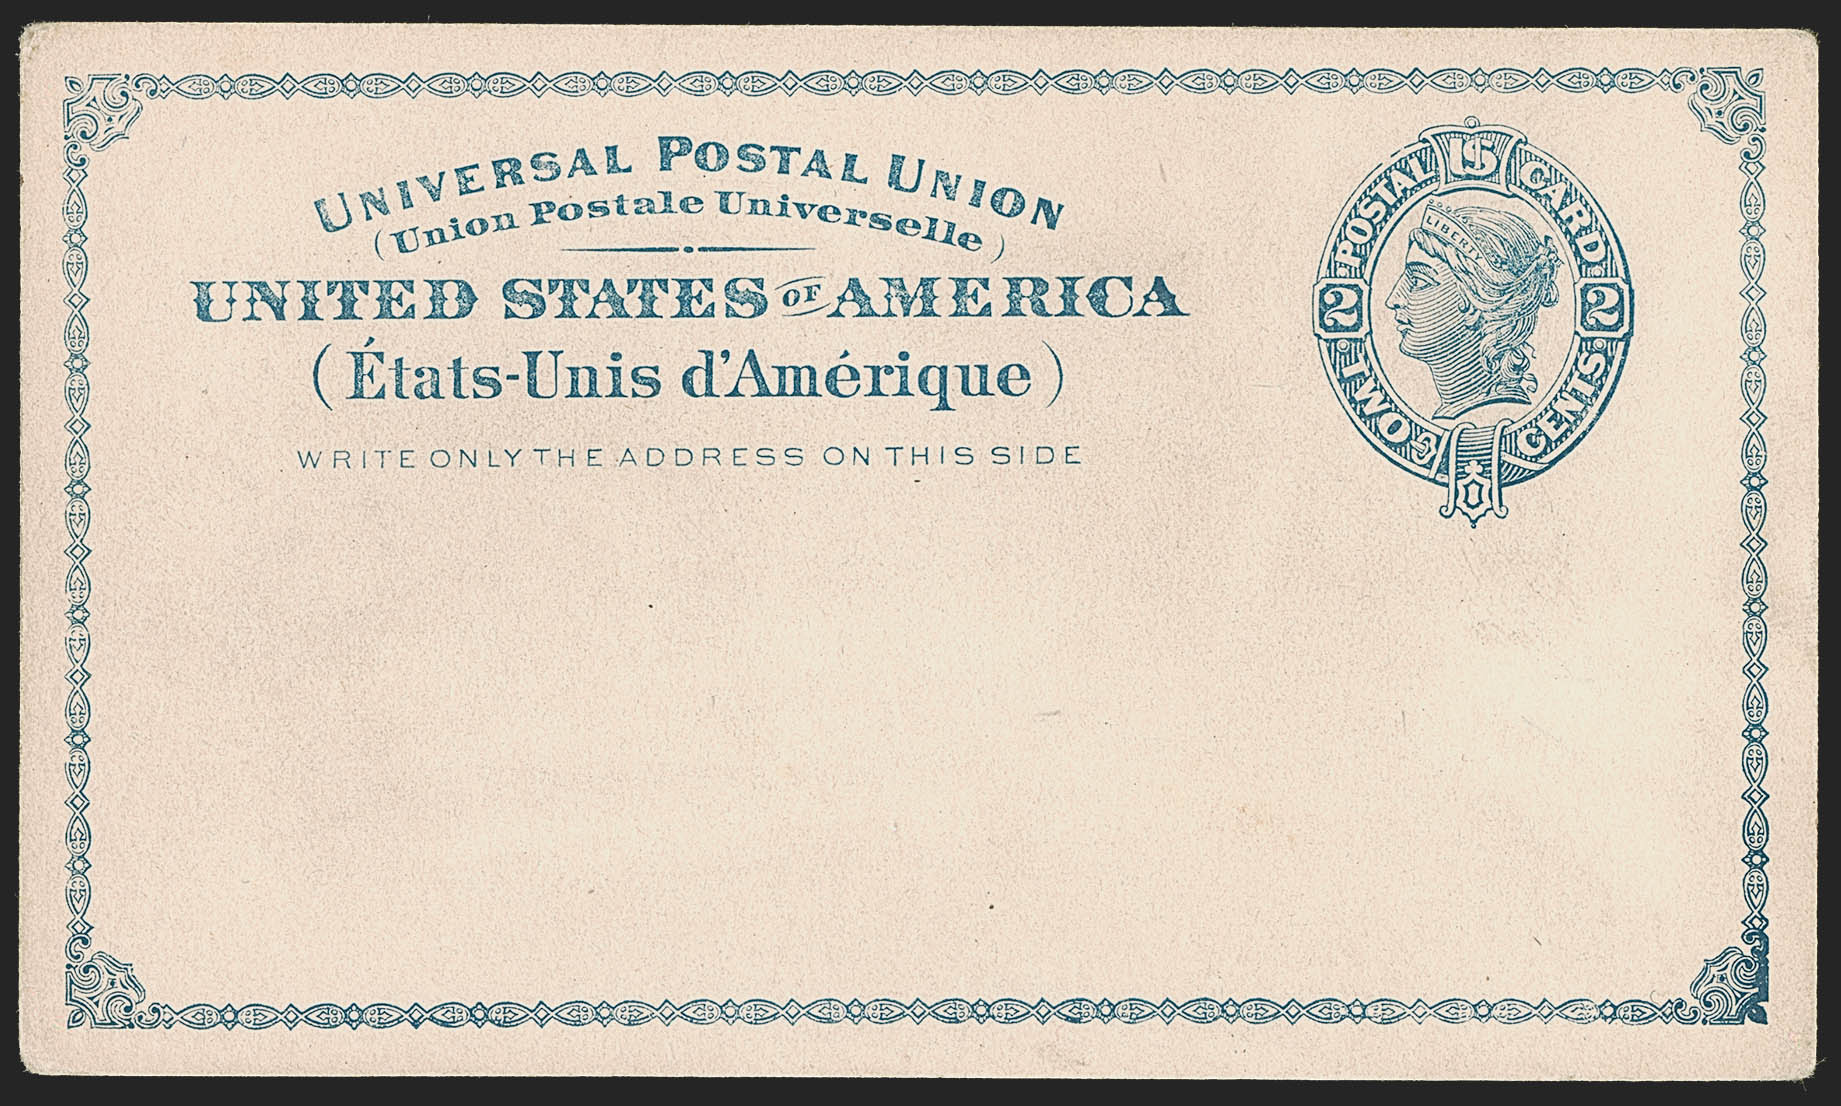 UNIVERSAL POSTAL UNION
(Union Postale Universelle)
UNITED STATES OF AMERICA
(États-Unis d'Amérique)
WRITE ONLY THE ADDRESS ON THIS SIDE
US
POSTAL CARD
LIBERTY
2 2
TWO CENTS